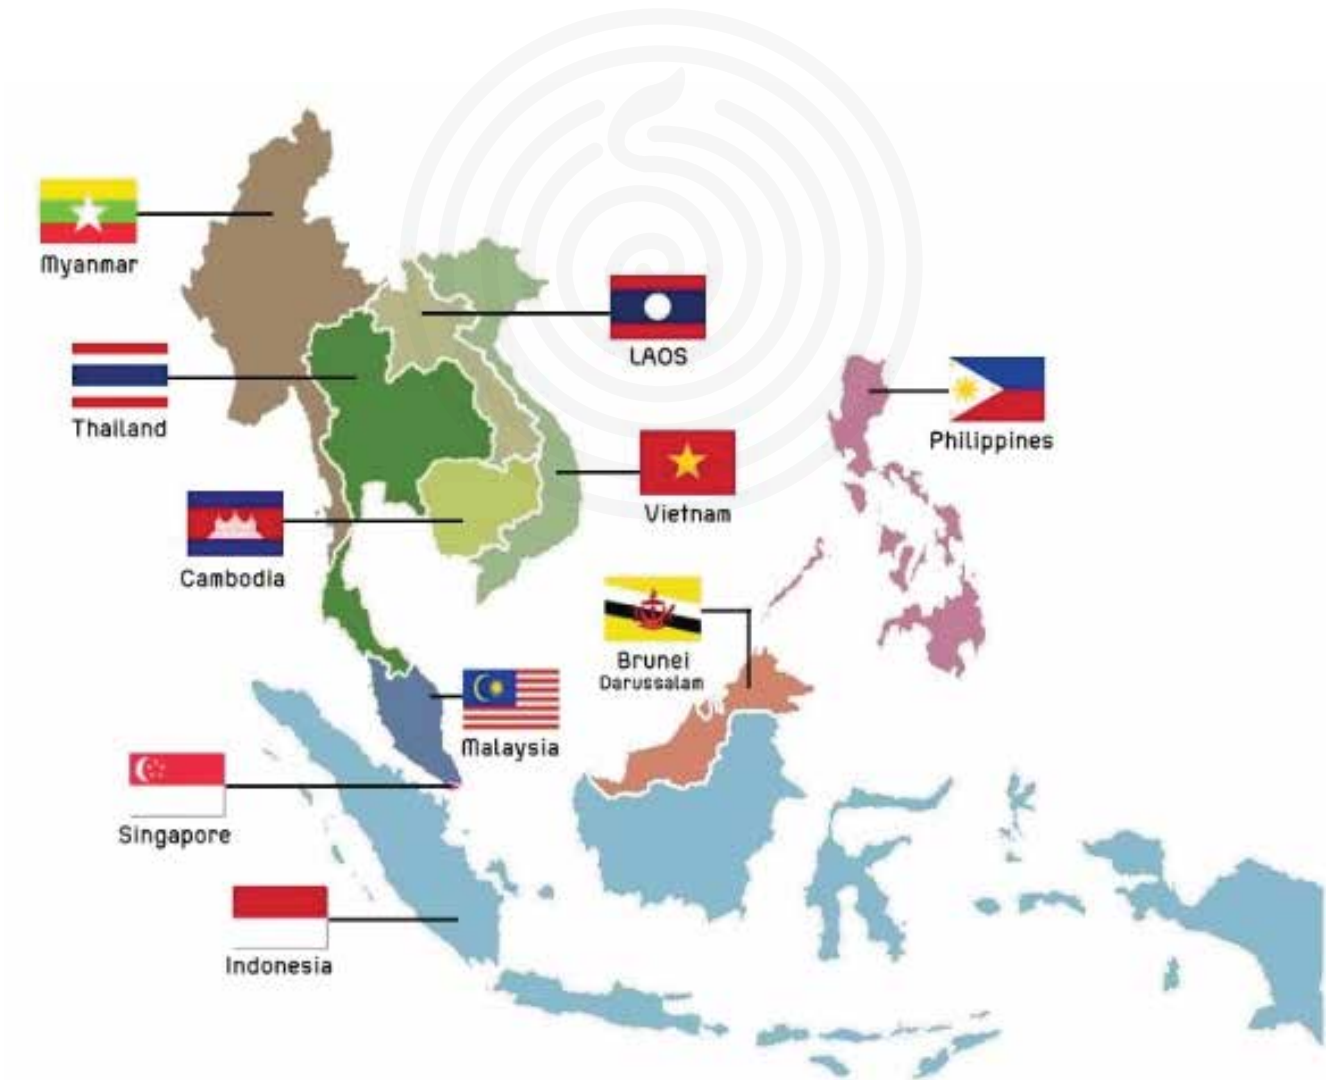 Myanmar
LAOS
Thailand
Philippines
Vietnam
Cambodia
Brunei
Darussalam
Malaysia
Singapore
Indonesia